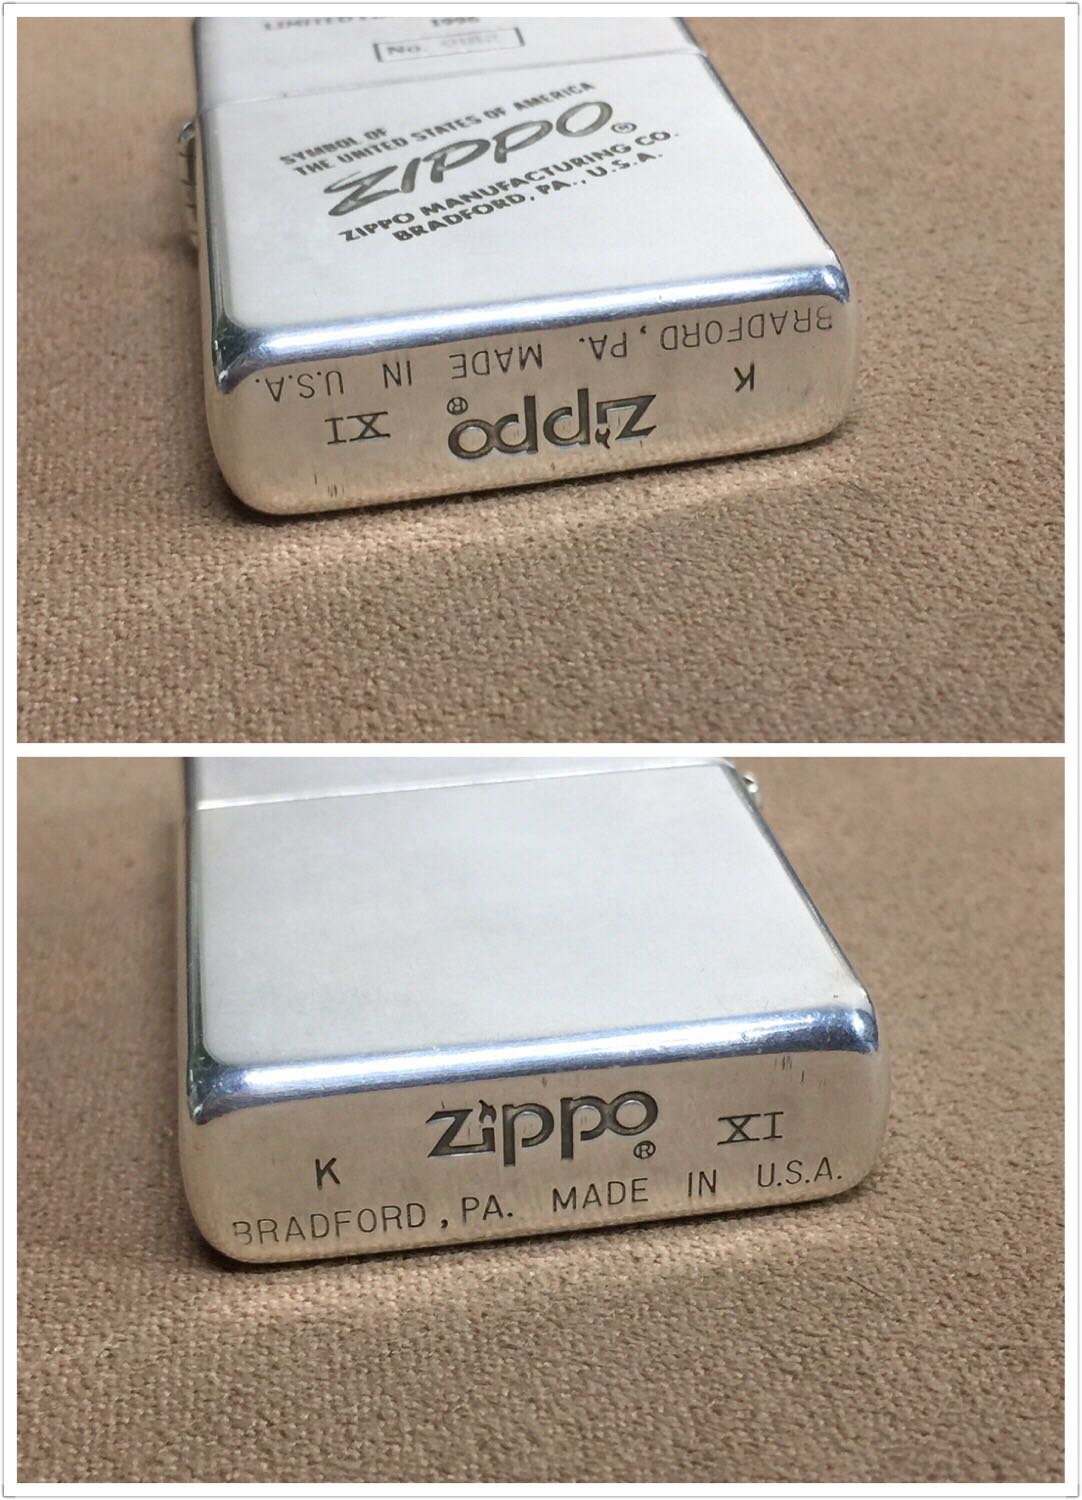 LIMITED
1996
No.
SYMBOL OF
THE UNITED STATES OF AMERICA
ZIPPO®
ZIPPO MANUFACTURING CO.
BRADFORD, PA., U.S.A.
BRADFORD, PA. MADE IN U.S.A.
K zippo® XI
zippo®
K XI
BRADFORD, PA. MADE IN U.S.A.